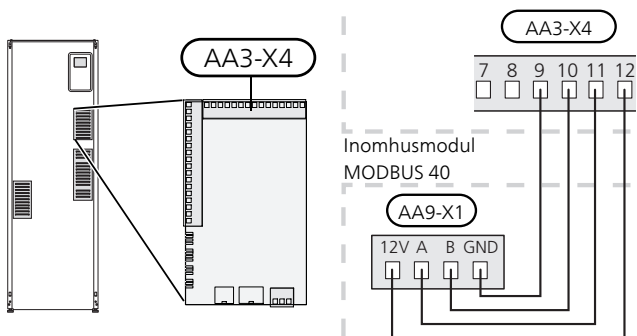 AA3-X4
AA3-X4
7 8 9 10 11 12
Inomhusmodul
MODBUS 40
AA9-X1
12V A B GND